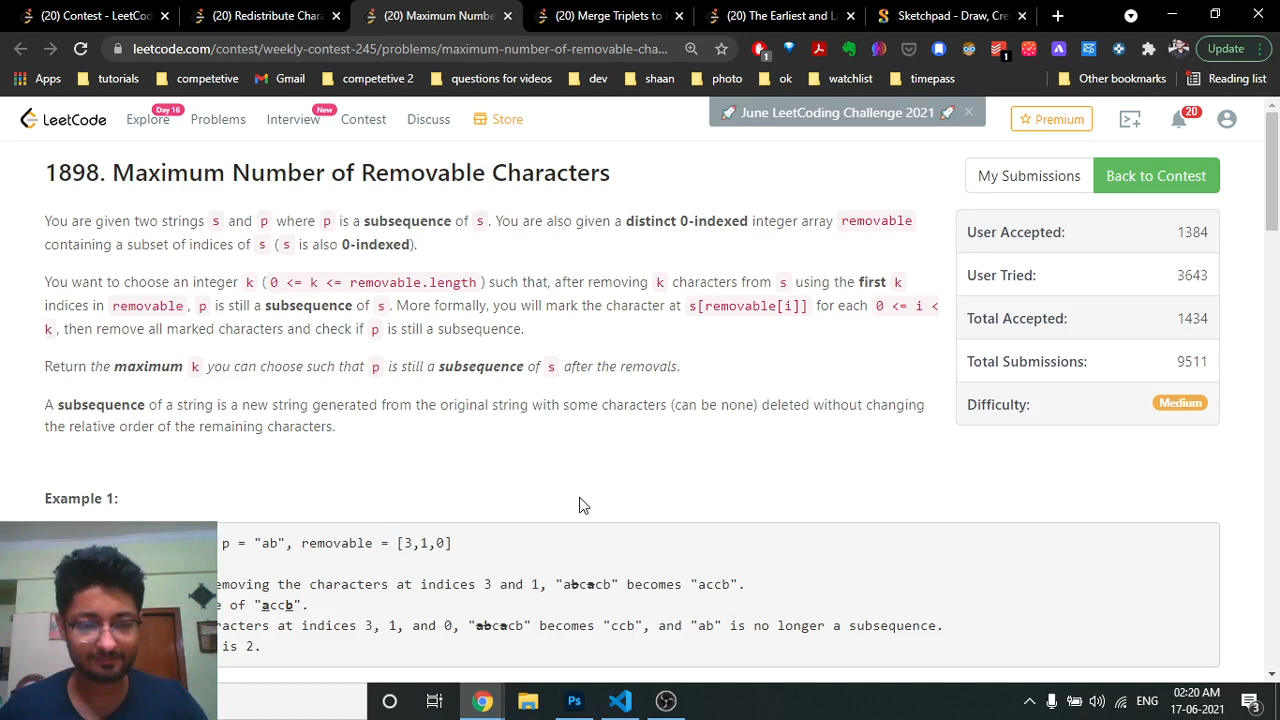 (20) Contest - LeetCo
(20) Redistribute Chara
(20) Maximum Numbe
(20) Merge Triplets to
(20) The Earliest and La
Sketchpad - Draw, Cre
leetcode.com/contest/weekly-contest-245/problems/maximum-number-of-removable-cha...
1
1
Update
Apps
tutorials
competetive
Gmail
competetive 2
questions for videos
dev
shaan
photo
ok
watchlist
timepass
Other bookmarks
Reading list
LeetCode
Explore
Day 16
Problems
Interview
New
Contest
Discuss
Store
🚀 June LeetCoding Challenge 2021 🚀
Premium
20
1898. Maximum Number of Removable Characters
My Submissions
Back to Contest
You are given two strings s and p where p is a subsequence of s. You are also given a distinct 0-indexed integer array removable
containing a subset of indices of s (s is also 0-indexed).
You want to choose an integer k (0 <= k <= removable.length) such that, after removing k characters from s using the first k
indices in removable, p is still a subsequence of s. More formally, you will mark the character at s[removable[i]] for each 0 <= i <
k, then remove all marked characters and check if p is still a subsequence.
Return the maximum k you can choose such that p is still a subsequence of s after the removals.
A subsequence of a string is a new string generated from the original string with some characters (can be none) deleted without changing
the relative order of the remaining characters.
User Accepted: 1384
User Tried: 3643
Total Accepted: 1434
Total Submissions: 9511
Difficulty: Medium
Example 1:
p = "ab", removable = [3,1,0]
emoving the characters at indices 3 and 1, "abcacb" becomes "accb".
e of "accb".
racters at indices 3, 1, and 0, "abcacb" becomes "ccb", and "ab" is no longer a subsequence.
is 2.
ENG
02:20 AM
17-06-2021
3